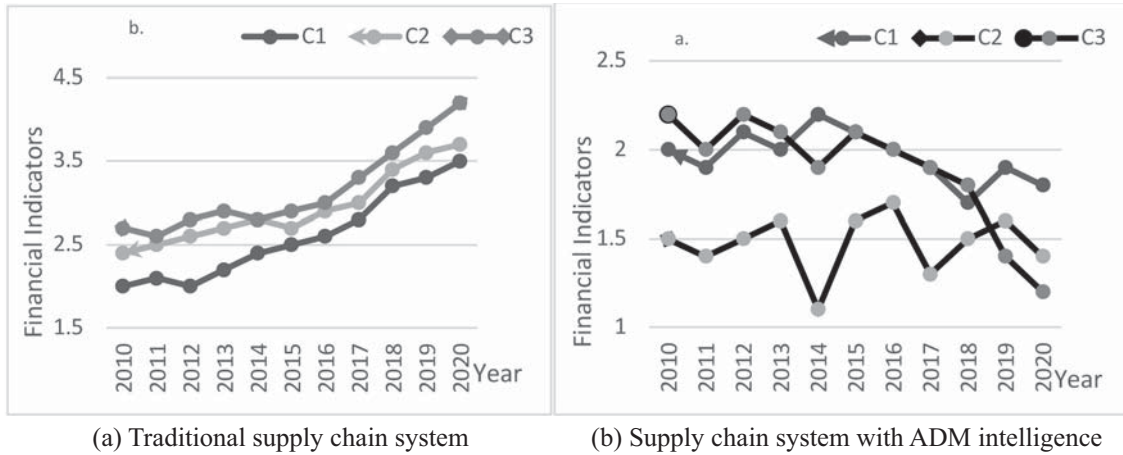 b.
C1 C2 C3
4.5
3.5
2.5
1.5
Financial Indicators
2010 2011 2012 2013 2014 2015 2016 2017 2018 2019 2020
Year
(a) Traditional supply chain system
a.
C1 C2 C3
2.5
2
1.5
1
Financial Indicators
2010 2011 2012 2013 2014 2015 2016 2017 2018 2019 2020
Year
(b) Supply chain system with ADM intelligence